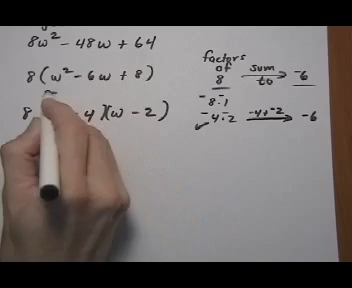 8w² - 48w + 64
8(w² - 6w + 8)
8 - 4)(w - 2)
factors
of
8 sum to -6
-8·-1
✓ -4·-2 -4+-2 -6